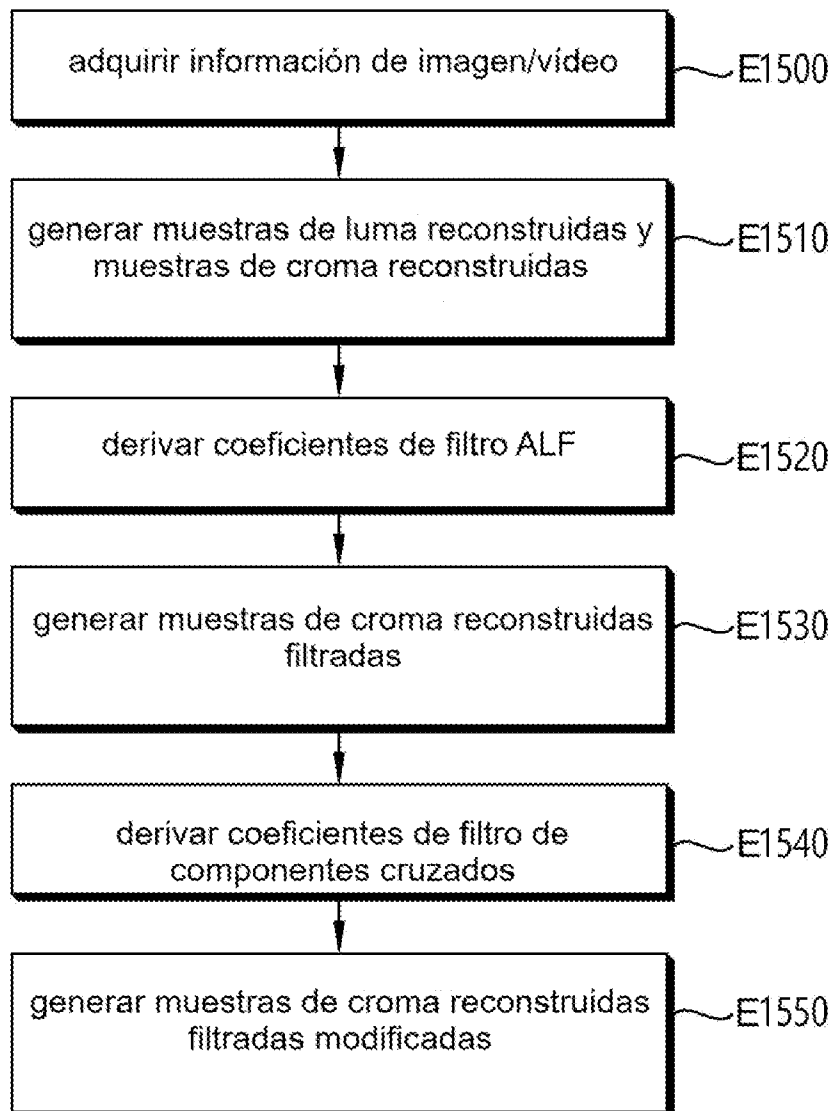 adquirir información de imagen/vídeo
E1500
generar muestras de luma reconstruidas y
muestras de croma reconstruidas
E1510
derivar coeficientes de filtro ALF
E1520
generar muestras de croma reconstruidas
filtradas
E1530
derivar coeficientes de filtro de
componentes cruzados
E1540
generar muestras de croma reconstruidas
filtradas modificadas
E1550